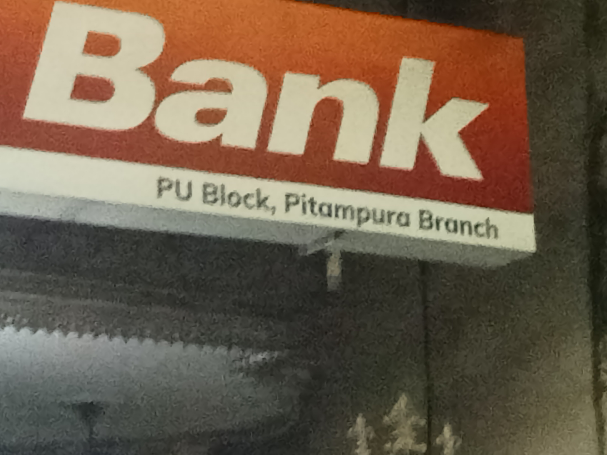 Bank
PU Block, Pitampura Branch